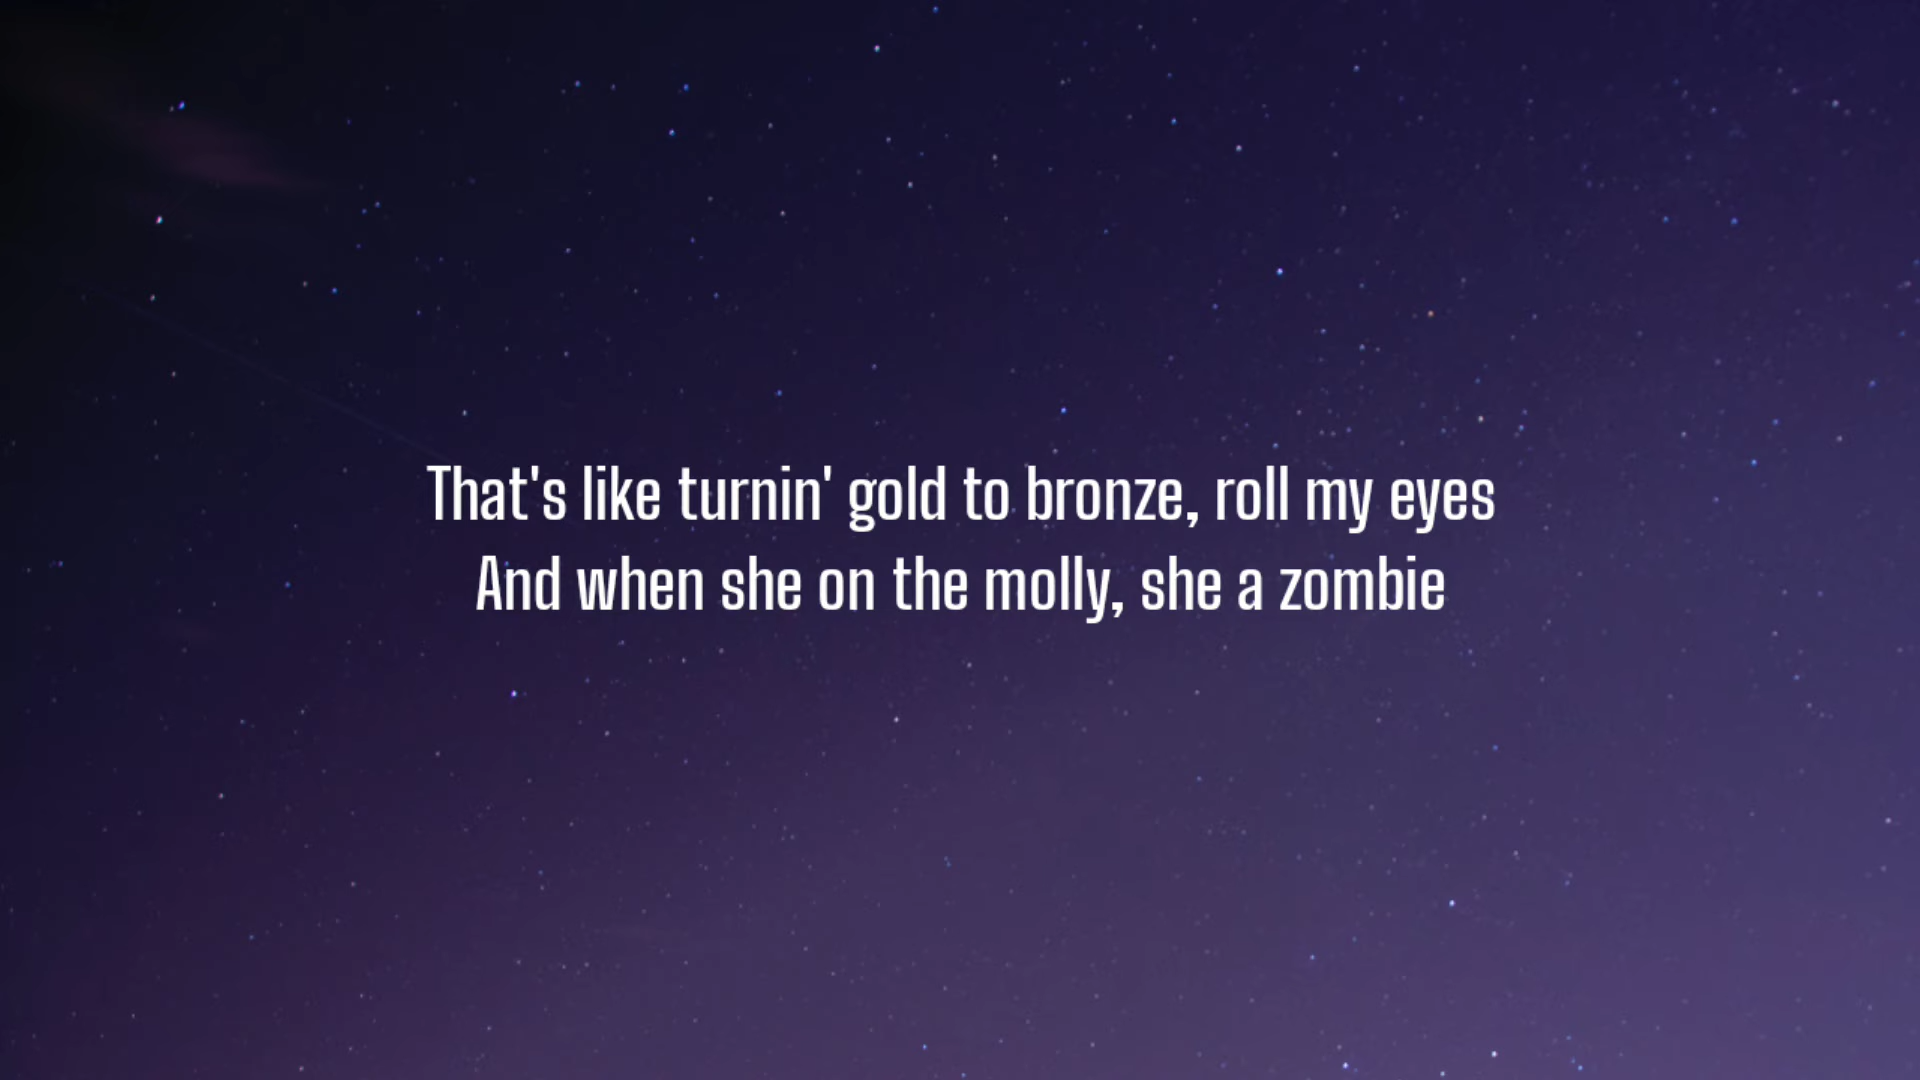 That's like turnin' gold to bronze, roll my eyes
And when she on the molly, she a zombie